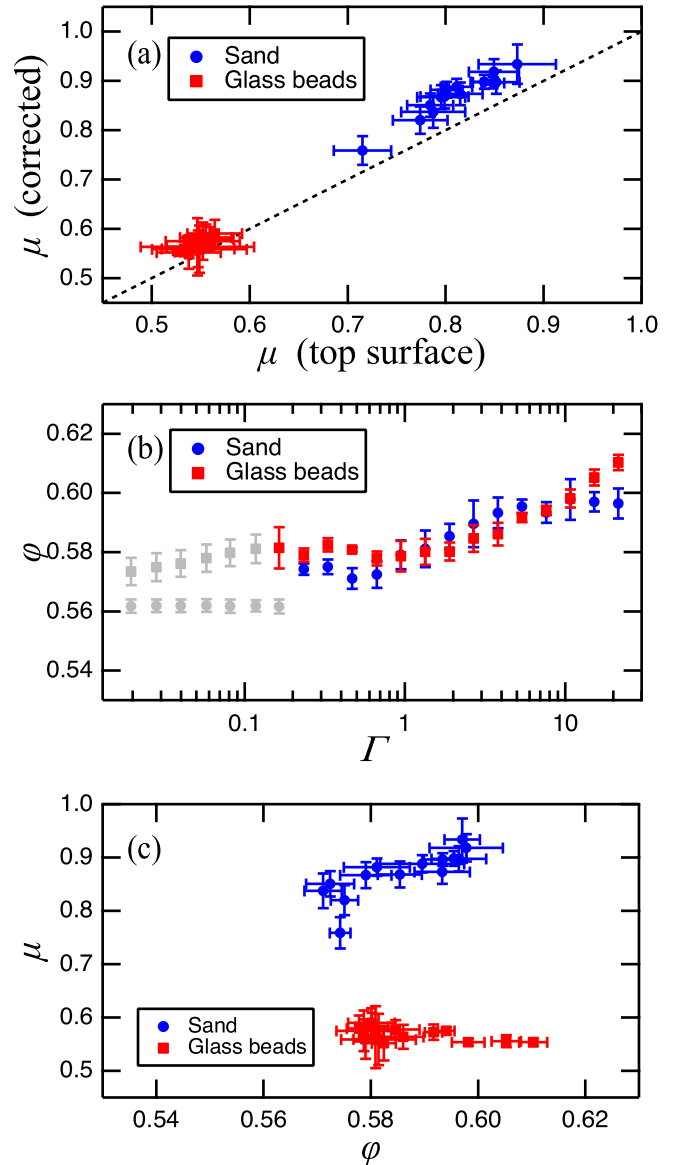 (a)
Sand
Glass beads
1.0
0.9
0.8
0.7
0.6
0.5
μ (corrected)
0.5
0.6
0.7
0.8
0.9
1.0
μ (top surface)
(b)
Sand
Glass beads
0.62
0.60
0.58
0.56
0.54
φ
0.1
1
10
Γ
(c)
1.0
0.9
0.8
0.7
0.6
0.5
μ
Sand
Glass beads
0.54
0.56
0.58
0.60
0.62
φ